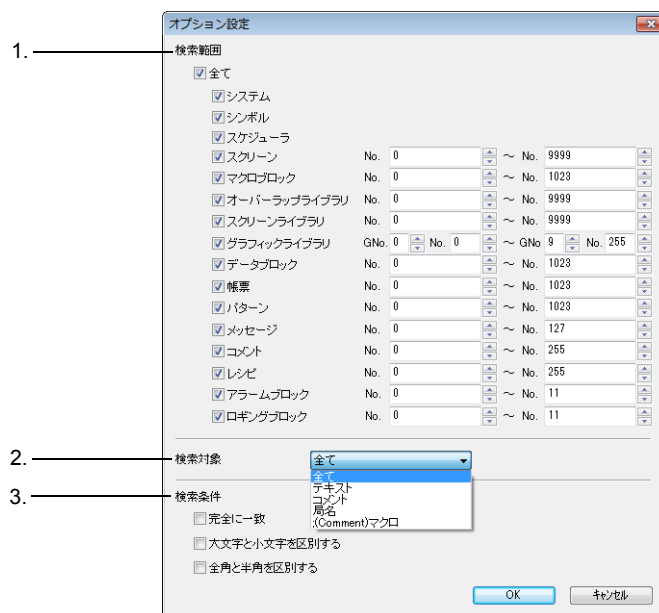 オプション設定
1. 検索範囲
全て
システム
シンボル
スケジューラ
スクリーン No. 0 ～ No. 9999
マクロブロック No. 0 ～ No. 1023
オーバーラップライブラリ No. 0 ～ No. 9999
スクリーンライブラリ No. 0 ～ No. 9999
グラフィックライブラリ GNo. 0 No. 0 ～ GNo 9 No. 255
データブロック No. 0 ～ No. 1023
帳票 No. 0 ～ No. 1023
パターン No. 0 ～ No. 1023
メッセージ No. 0 ～ No. 127
コメント No. 0 ～ No. 255
レシピ No. 0 ～ No. 255
アラームブロック No. 0 ～ No. 11
ロギングブロック No. 0 ～ No. 11
2. 検索対象 全て
全て
テキスト
コメント
局名
;(Comment)マクロ
3. 検索条件
完全に一致
大文字と小文字を区別する
全角と半角を区別する
OK キャンセル